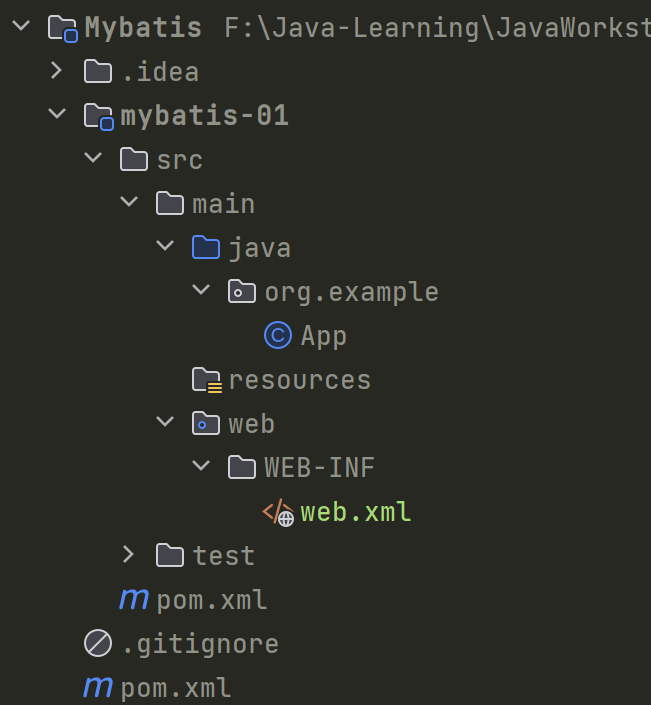 Mybatis F:\Java-Learning\JavaWorkst
.idea
mybatis-01
src
main
java
org.example
C App
resources
web
WEB-INF
</> web.xml
test
m pom.xml
.gitignore
m pom.xml